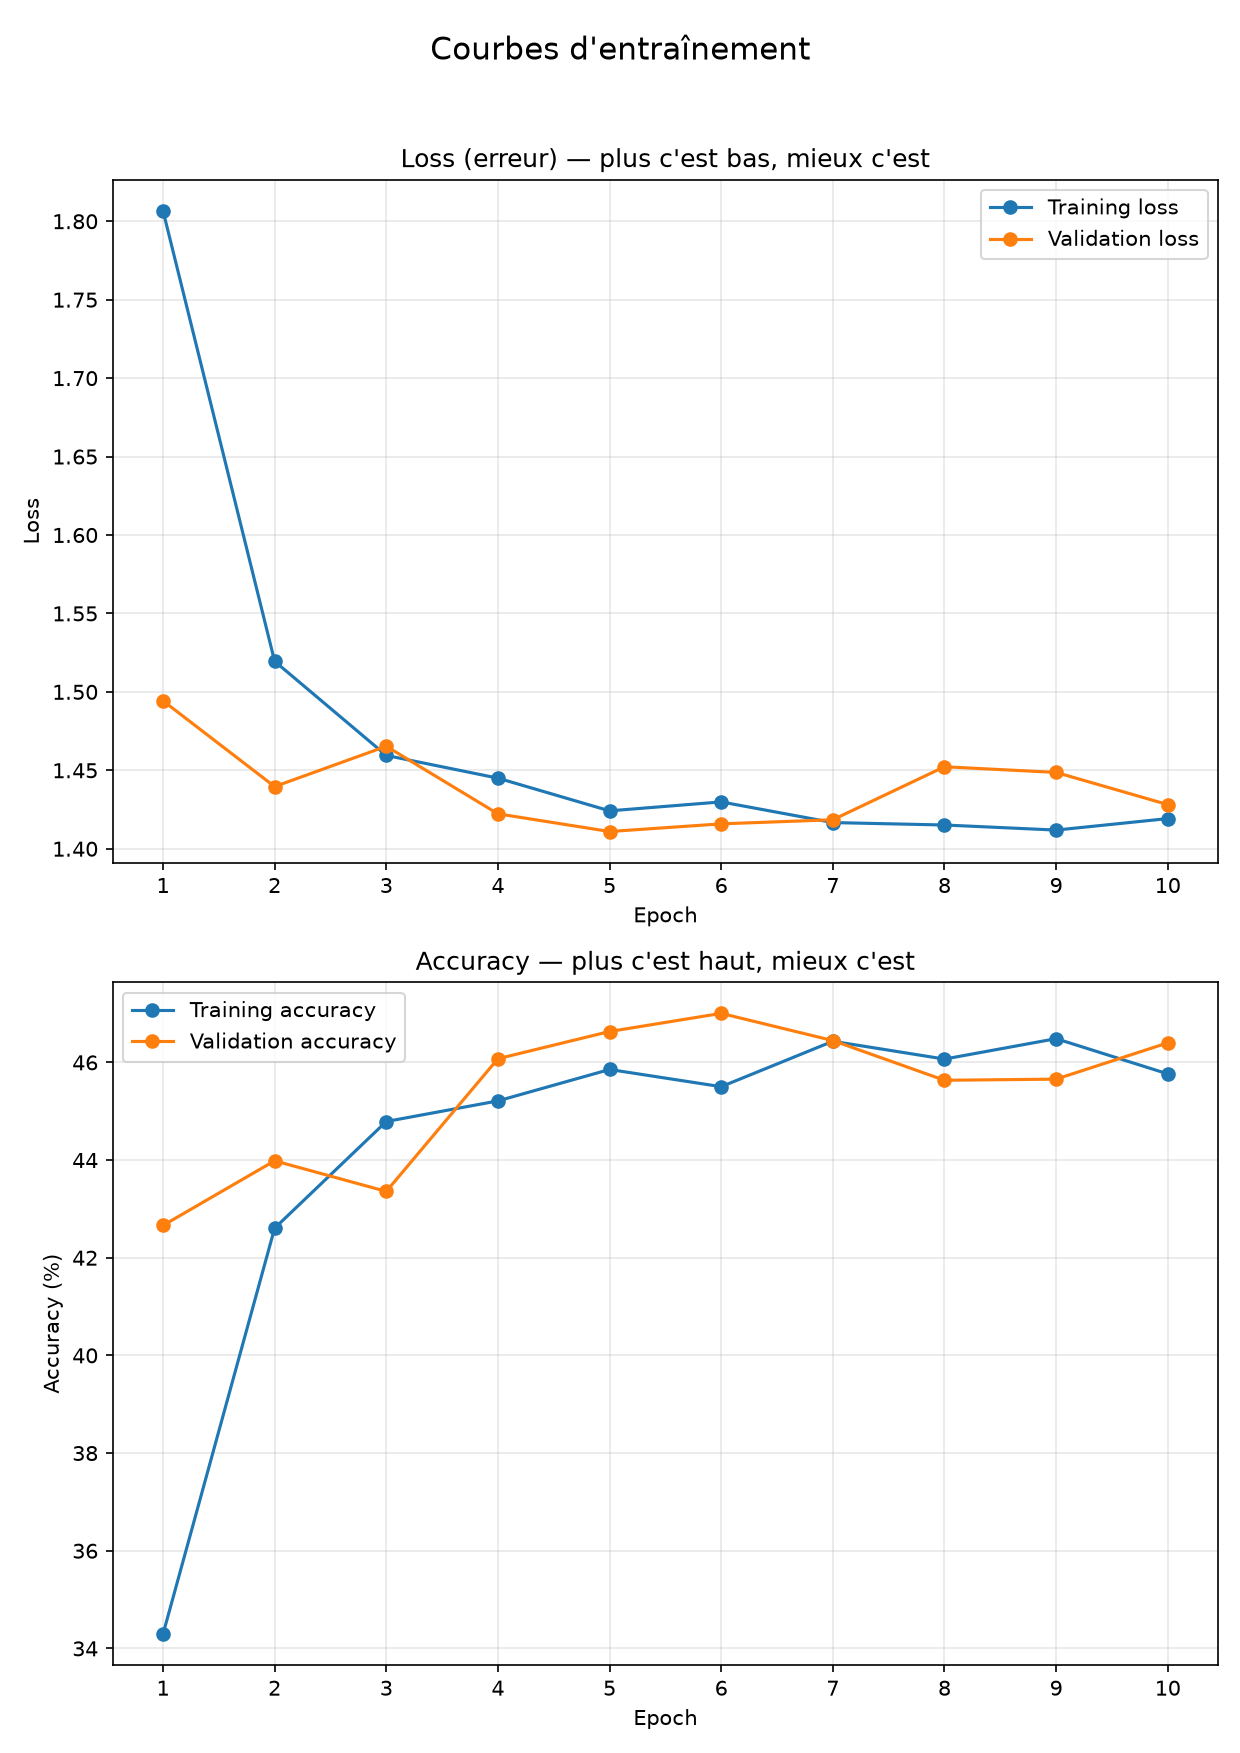 Courbes d'entraînement
Loss (erreur) — plus c'est bas, mieux c'est
Training loss
Validation loss
1.80
1.75
1.70
1.65
1.60
1.55
1.50
1.45
1.40
Loss
1 2 3 4 5 6 7 8 9 10
Epoch
Accuracy — plus c'est haut, mieux c'est
Training accuracy
Validation accuracy
46
44
42
40
38
36
34
Accuracy (%)
1 2 3 4 5 6 7 8 9 10
Epoch